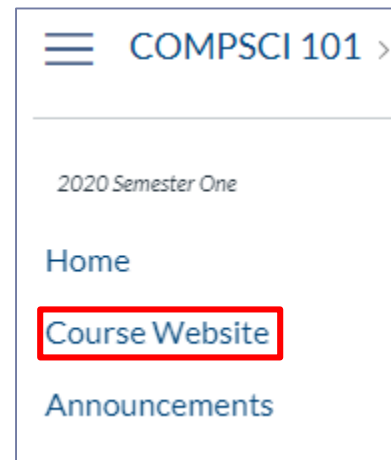 COMPSCI 101 >
2020 Semester One
Home
Course Website
Announcements